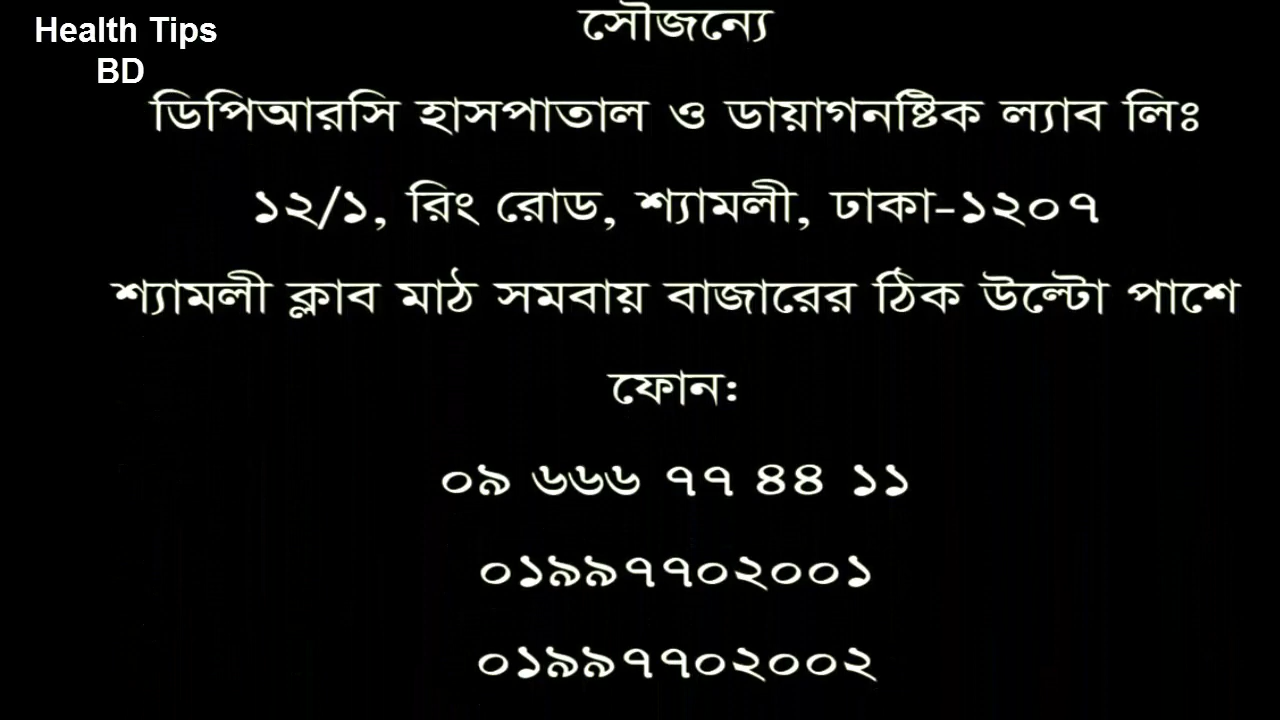 Health Tips
BD
সৌজন্যে
ডিপিআরসি হাসপাতাল ও ডায়াগনষ্টিক ল্যাব লিঃ
১২/১, রিং রোড, শ্যামলী, ঢাকা-১২০৭
শ্যামলী ক্লাব মাঠ সমবায় বাজারের ঠিক উল্টো পাশে
ফোনঃ
০৯ ৬৬৬ ৭৭ ৪৪ ১১
০১৯৯৭৭০২০০১
০১৯৯৭৭০২০০২